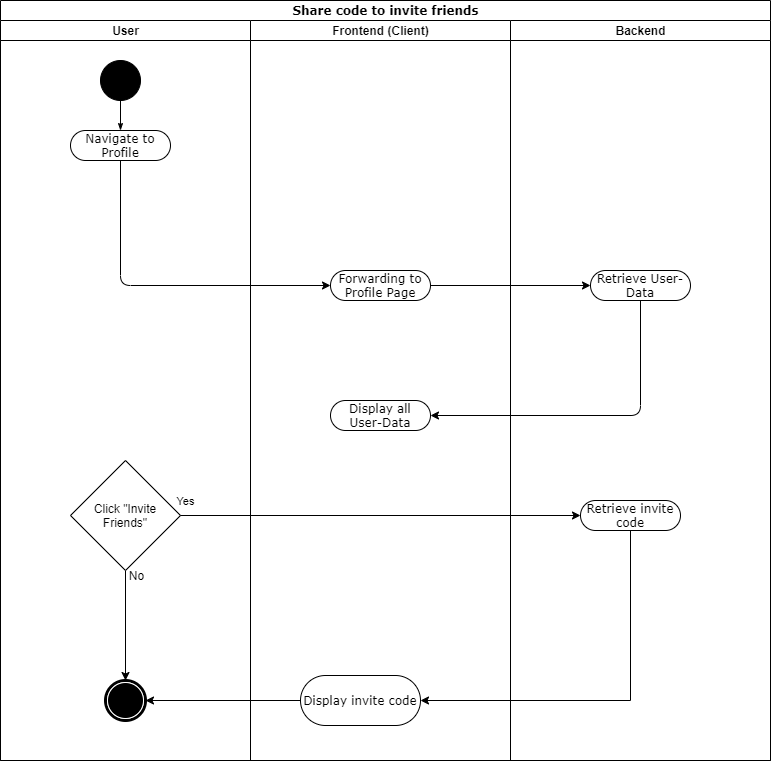 Share code to invite friends
User
Frontend (Client)
Backend
Navigate to
Profile
Forwarding to
Profile Page
Retrieve User-
Data
Display all
User-Data
Click "Invite
Friends"
Yes
Retrieve invite
code
No
Display invite code